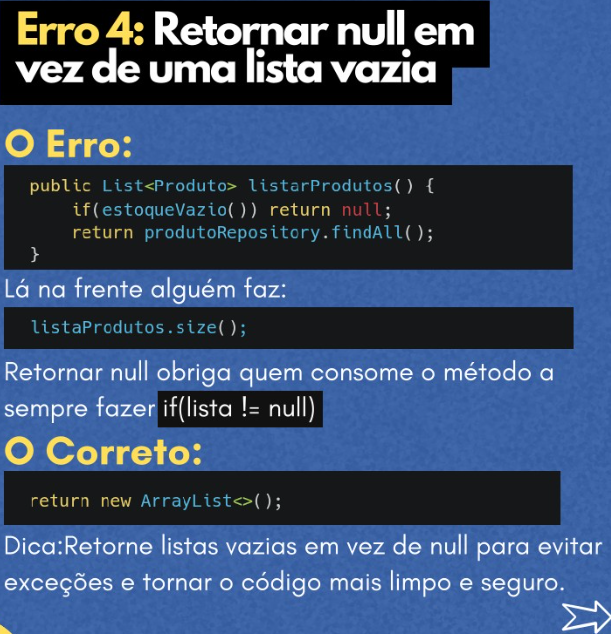 Erro 4: Retornar null em
vez de uma lista vazia
O Erro:
public List<Produto> listarProdutos() {
    if(estoqueVazio()) return null;
    return produtoRepository.findAll();
}
Lá na frente alguém faz:
listaProdutos.size();
Retornar null obriga quem consome o método a
sempre fazer if(lista != null)
O Correto:
return new ArrayList<>();
Dica:Retorne listas vazias em vez de null para evitar
exceções e tornar o código mais limpo e seguro.